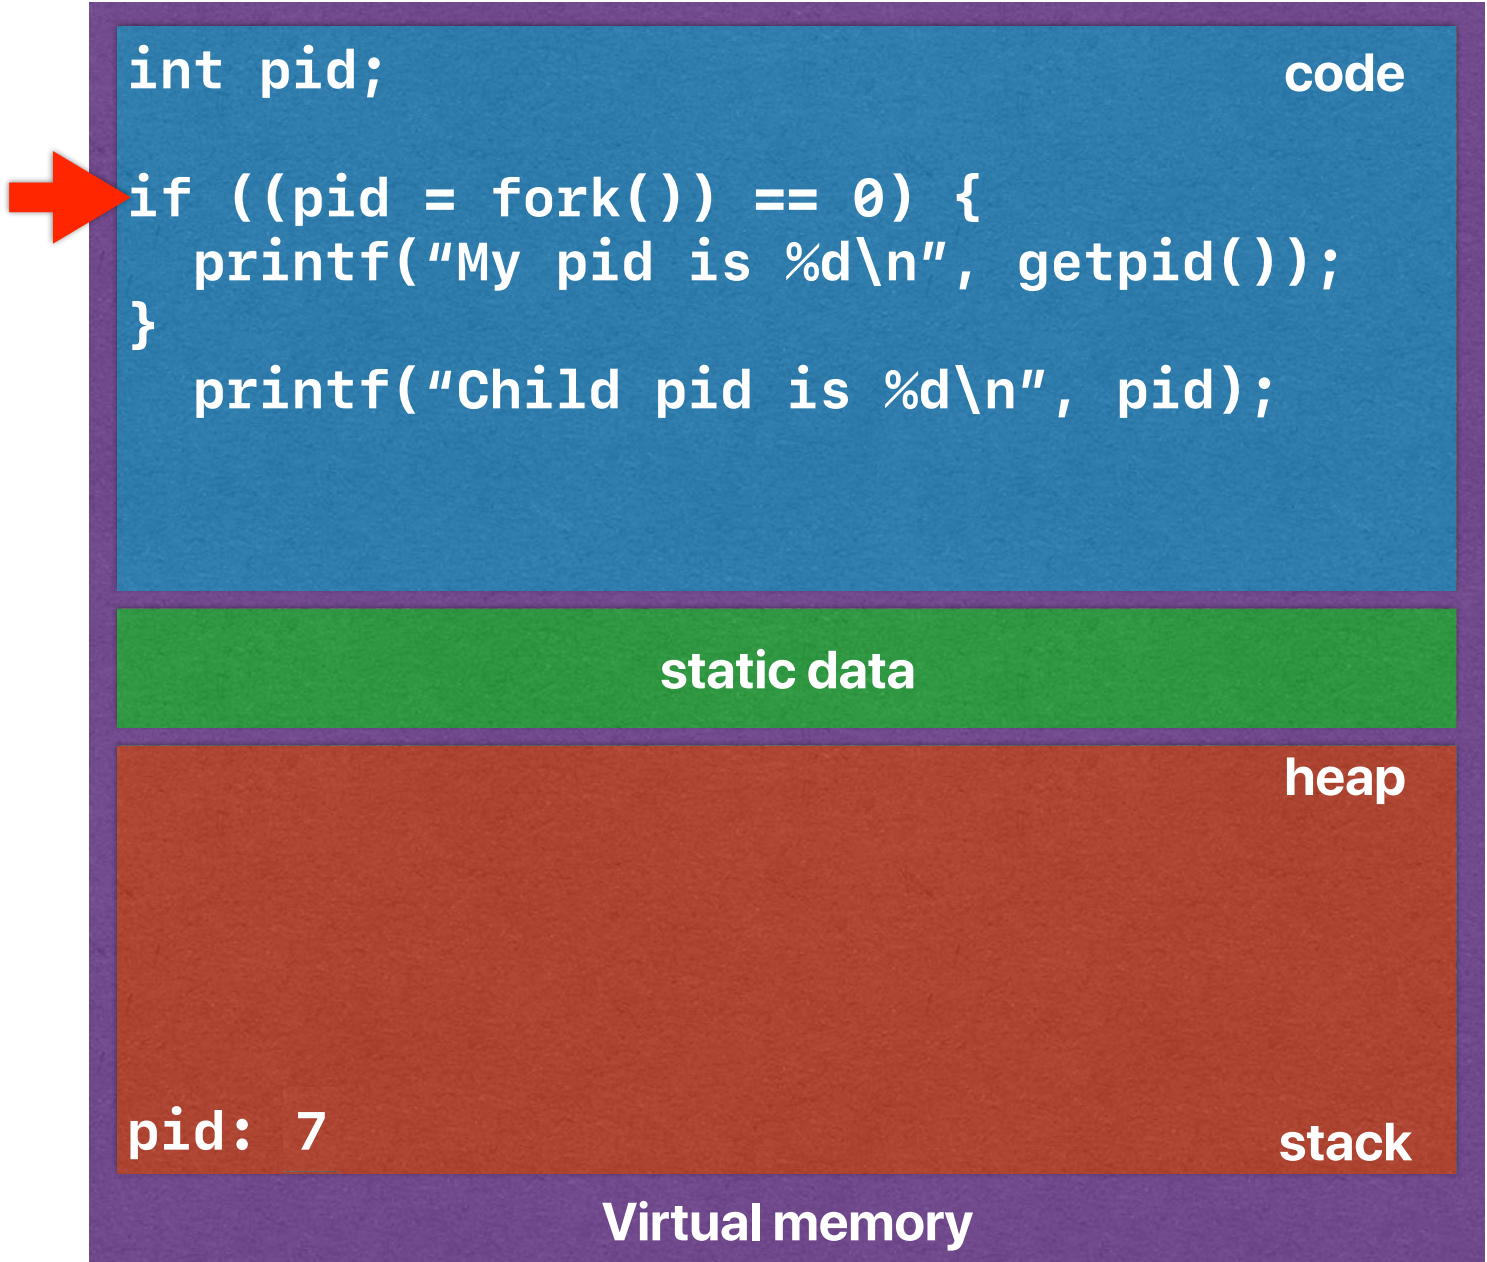 int pid;
code
if ((pid = fork()) == 0) {
  printf(“My pid is %d\n”, getpid());
}
  printf(“Child pid is %d\n”, pid);
static data
heap
pid: 7
stack
Virtual memory